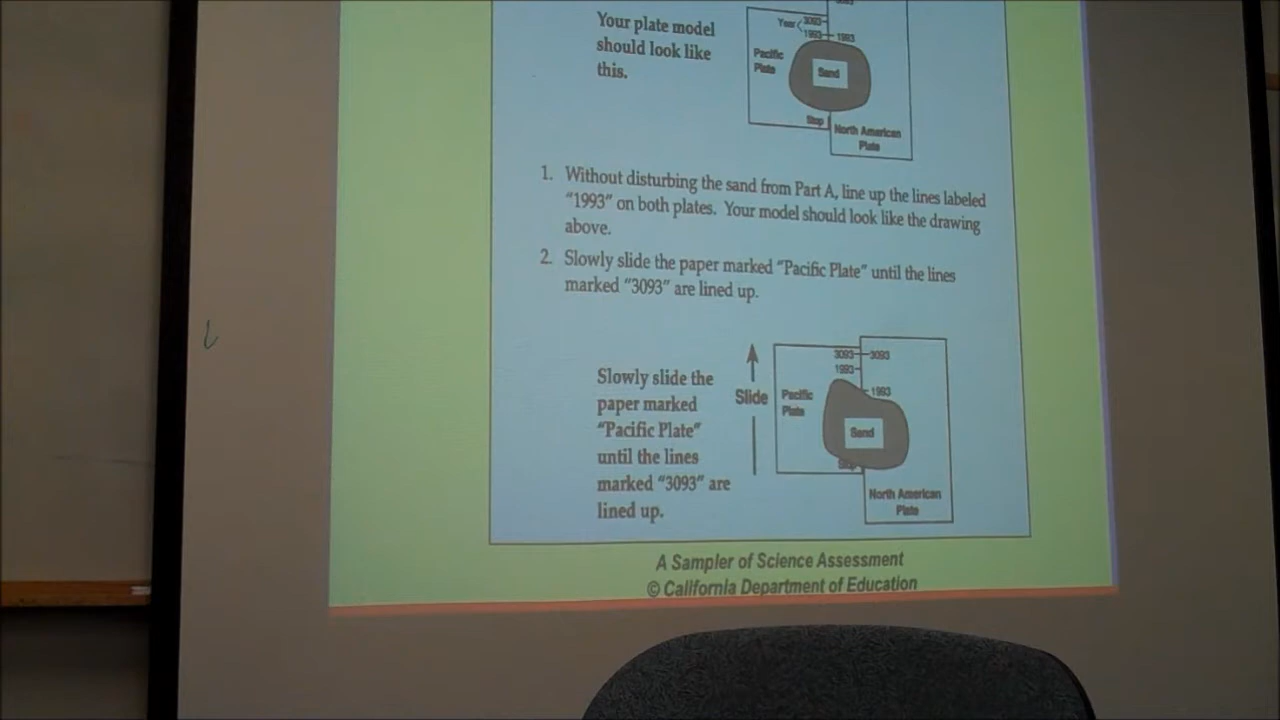 Your plate model
should look like
this.
Year
3093
1993
1993
Pacific
Plate
Sand
Stop
North American
Plate
1. Without disturbing the sand from Part A, line up the lines labeled
"1993" on both plates. Your model should look like the drawing
above.
2. Slowly slide the paper marked "Pacific Plate" until the lines
marked "3093" are lined up.
Slowly slide the
paper marked
"Pacific Plate"
until the lines
marked "3093" are
lined up.
Slide
3093
3093
1993
1993
Pacific
Plate
Sand
Stop
North American
Plate
A Sampler of Science Assessment
© California Department of Education